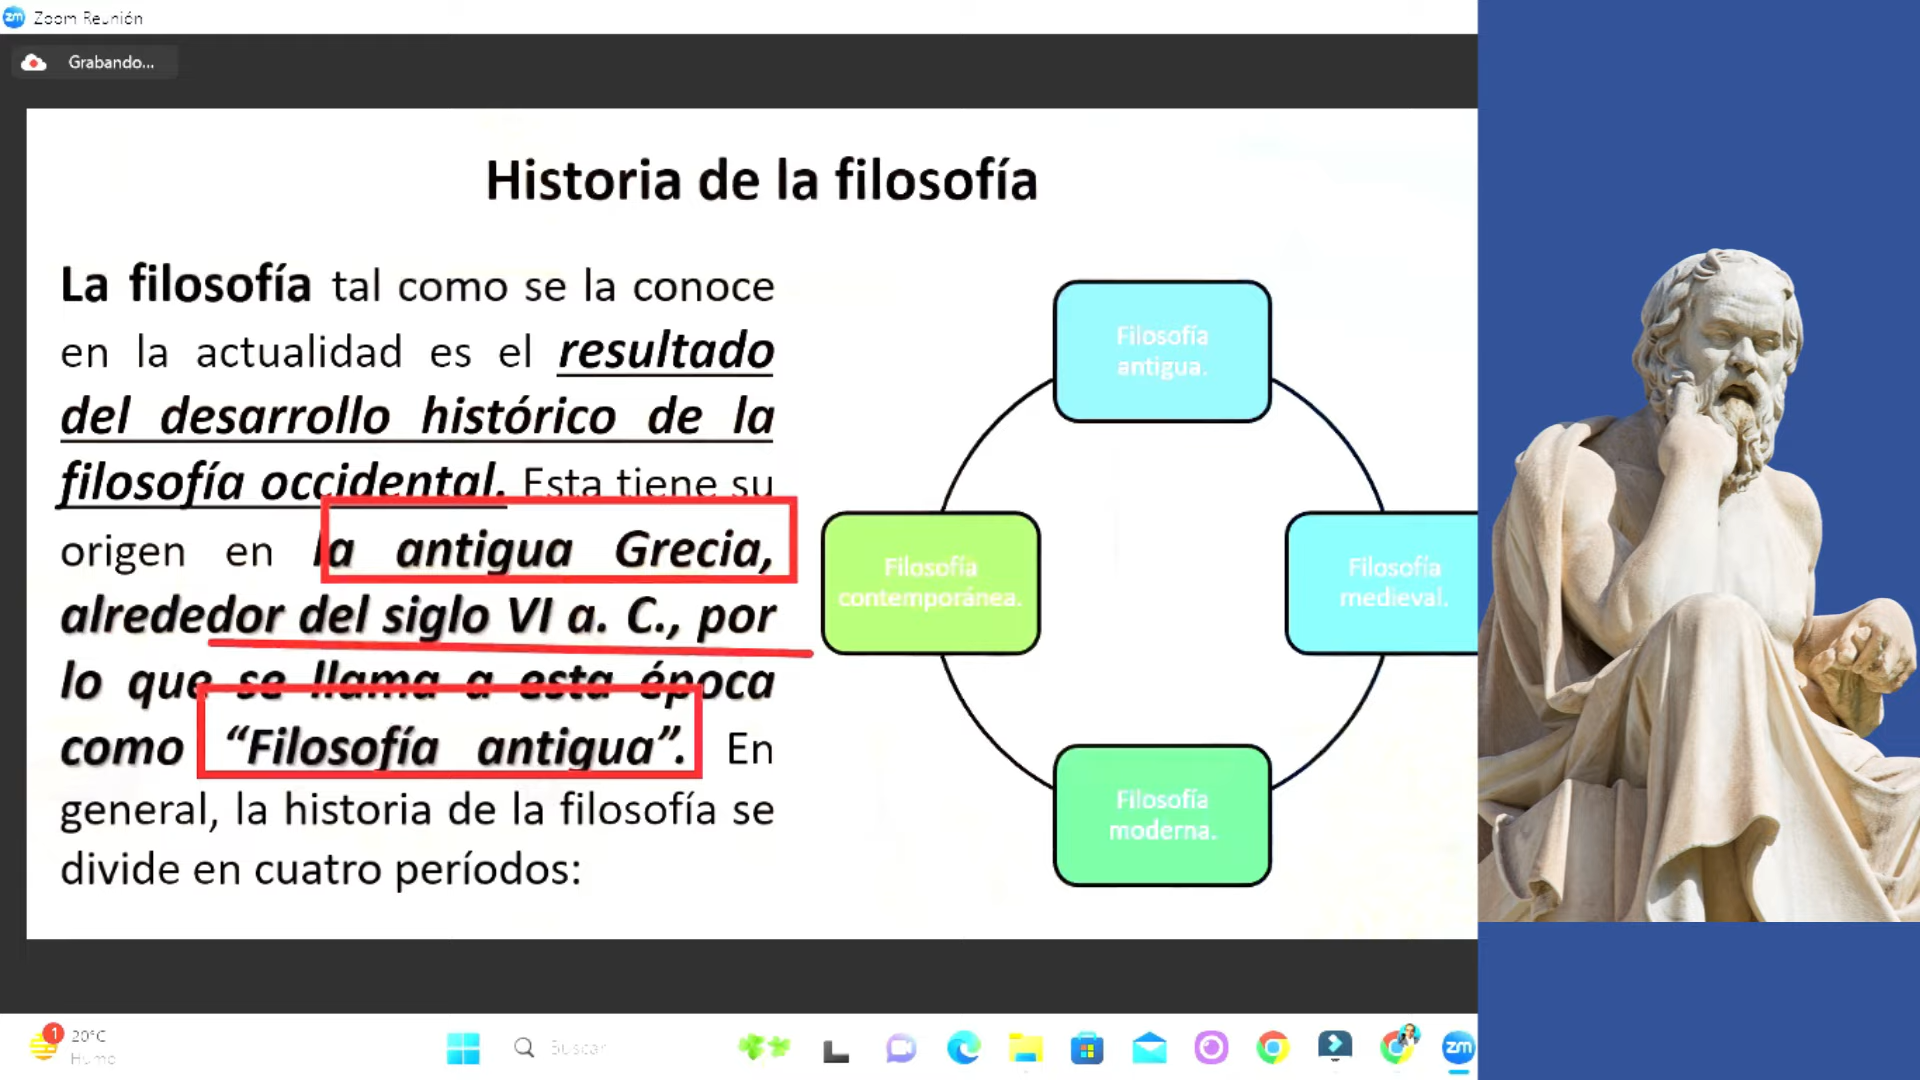 zm Zoom Reunión
Grabando...
Historia de la filosofía
La filosofía tal como se la conoce
en la actualidad es el resultado
del desarrollo histórico de la
filosofía occidental. Esta tiene su
origen en la antigua Grecia,
alrededor del siglo VI a. C., por
lo que se llama a esta época
como “Filosofía antigua”. En
general, la historia de la filosofía se
divide en cuatro períodos:
Filosofía
antigua.
Filosofía
contemporánea.
Filosofía
medieval.
Filosofía
moderna.
1
20°C
Humo
Buscar
zm